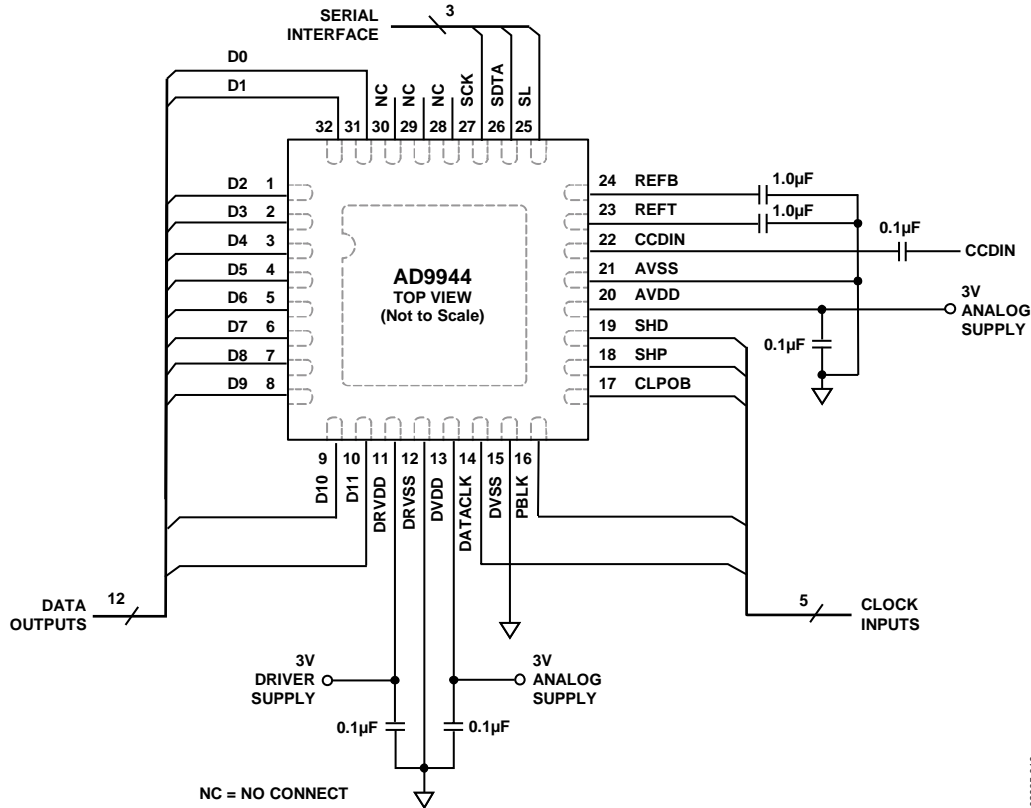 SERIAL
INTERFACE
3
D0
D1
NC
NC
NC
SCK
SDTA
SL
32 31 30 29 28 27 26 25
D2 1
D3 2
D4 3
D5 4
D6 5
D7 6
D8 7
D9 8
AD9944
TOP VIEW
(Not to Scale)
24 REFB
23 REFT
22 CCDIN
21 AVSS
20 AVDD
19 SHD
18 SHP
17 CLPOB
1.0µF
1.0µF
0.1µF
CCDIN
3V
ANALOG
SUPPLY
0.1µF
9 10 11 12 13 14 15 16
D10
D11
DRVDD
DRVSS
DVDD
DATACLK
DVSS
PBLK
DATA
OUTPUTS
12
5
CLOCK
INPUTS
3V
DRIVER
SUPPLY
3V
ANALOG
SUPPLY
0.1µF
0.1µF
NC = NO CONNECT